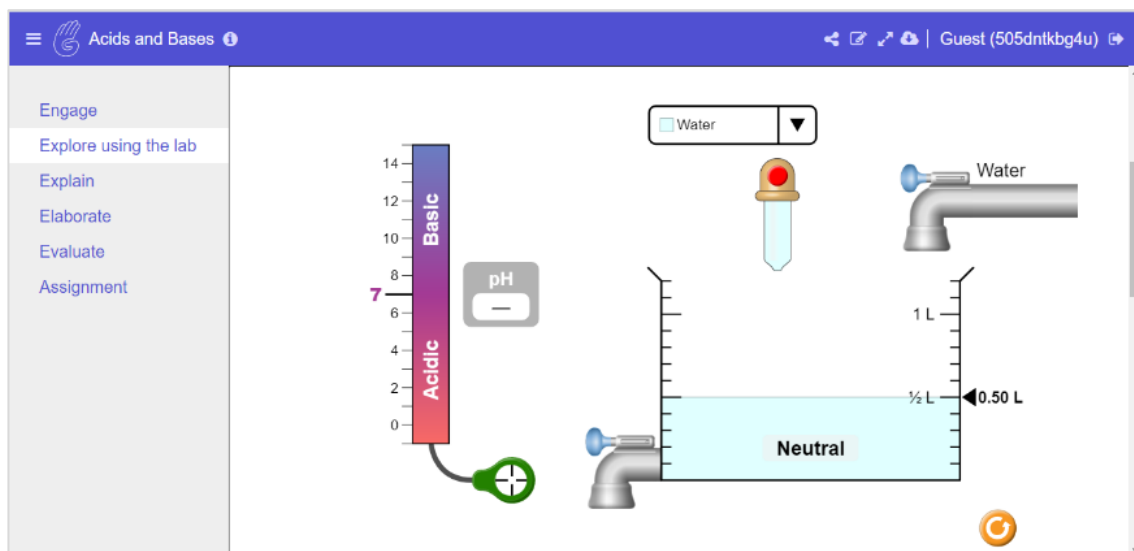 Acids and Bases
Guest (505dntkbg4u)
Engage
Explore using the lab
Explain
Elaborate
Evaluate
Assignment
Water
Water
14
12
10
8
7
6
4
2
0
Basic
Acidic
pH
—
1 L
½ L
0.50 L
Neutral